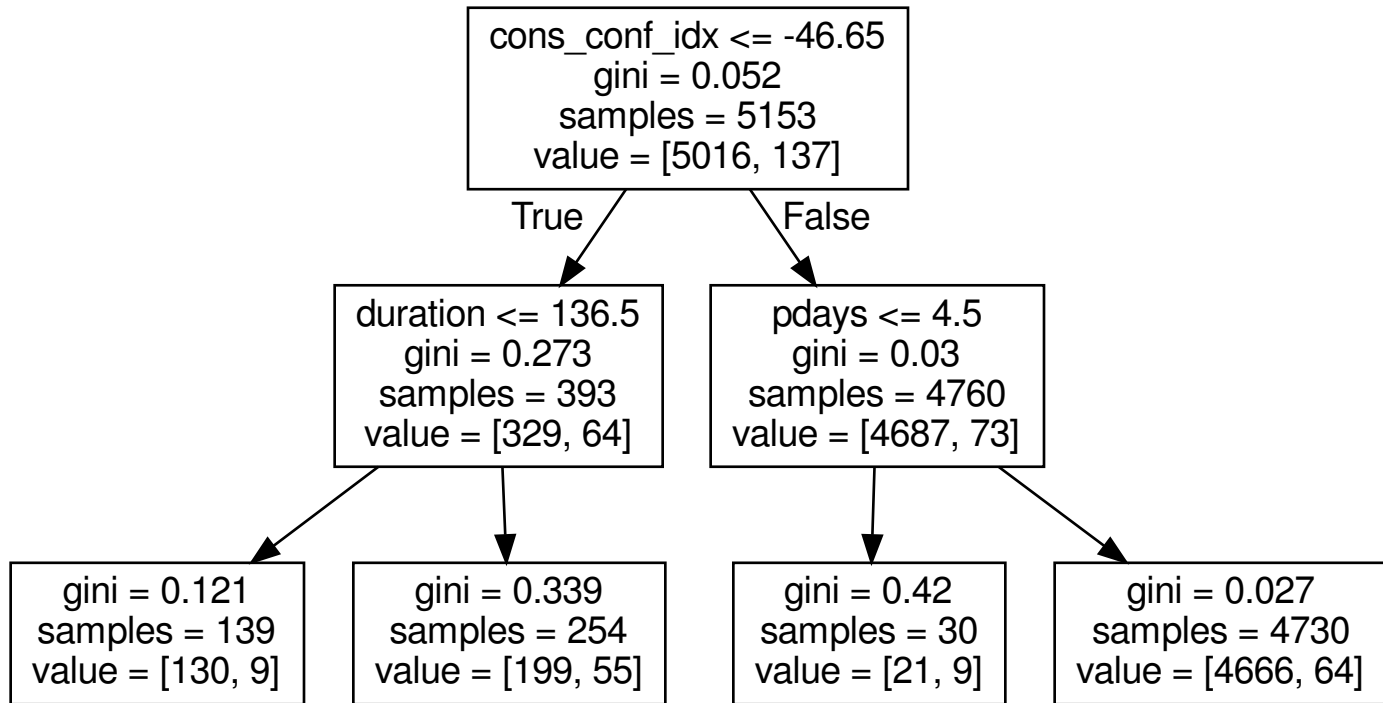 cons_conf_idx <= -46.65
gini = 0.052
samples = 5153
value = [5016, 137]
True
False
duration <= 136.5
gini = 0.273
samples = 393
value = [329, 64]
pdays <= 4.5
gini = 0.03
samples = 4760
value = [4687, 73]
gini = 0.121
samples = 139
value = [130, 9]
gini = 0.339
samples = 254
value = [199, 55]
gini = 0.42
samples = 30
value = [21, 9]
gini = 0.027
samples = 4730
value = [4666, 64]